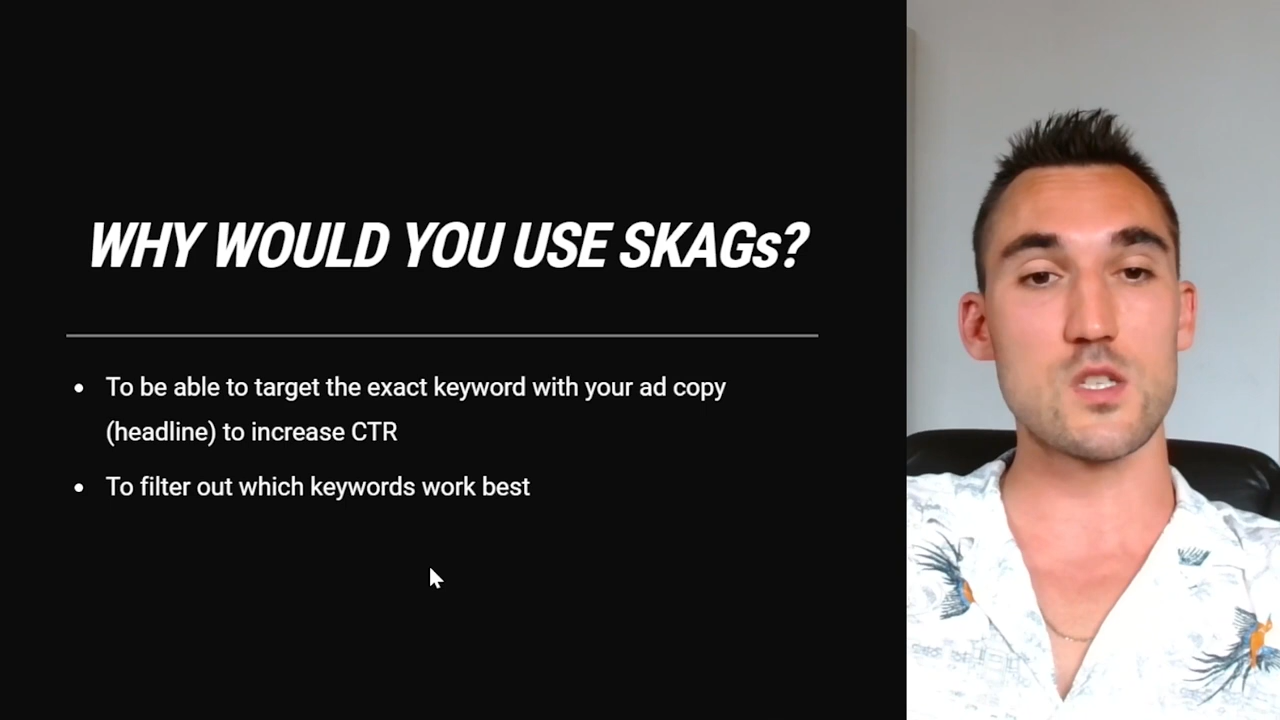 WHY WOULD YOU USE SKAGs?
To be able to target the exact keyword with your ad copy
(headline) to increase CTR
To filter out which keywords work best